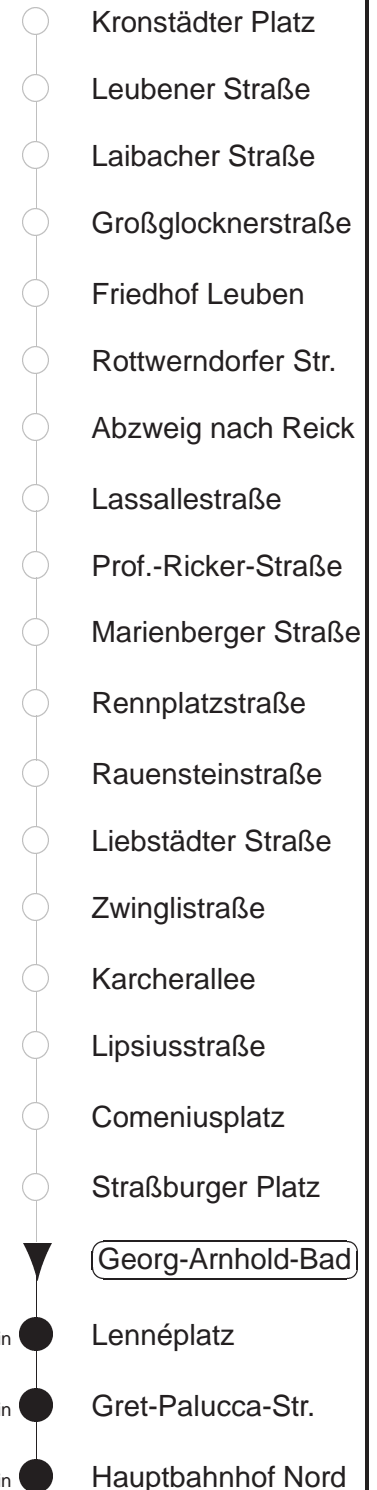 Kronstädter Platz
Leubener Straße
Laibacher Straße
Großglocknerstraße
Friedhof Leuben
Rottwerndorfer Str.
Abzweig nach Reick
Lassallestraße
Prof.-Ricker-Straße
Marienberger Straße
Rennplatzstraße
Rauensteinstraße
Liebstädter Straße
Zwinglistraße
Karcherallee
Lipsiusstraße
Comeniusplatz
Straßburger Platz
Georg-Arnhold-Bad
Lennéplatz
Gret-Palucca-Str.
Hauptbahnhof Nord